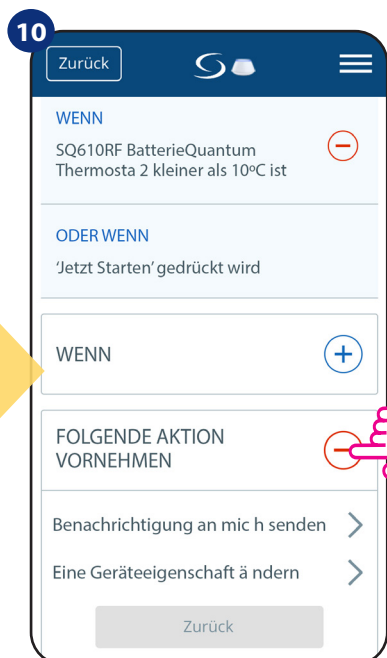 10
Zurück
WENN
SQ610RF BatterieQuantum
Thermosta 2 kleiner als 10ºC ist
ODER WENN
‘Jetzt Starten’ gedrückt wird
WENN
FOLGENDE AKTION
VORNEHMEN
Benachrichtigung an mic h senden
Eine Geräteeigenschaft ä ndern
Zurück